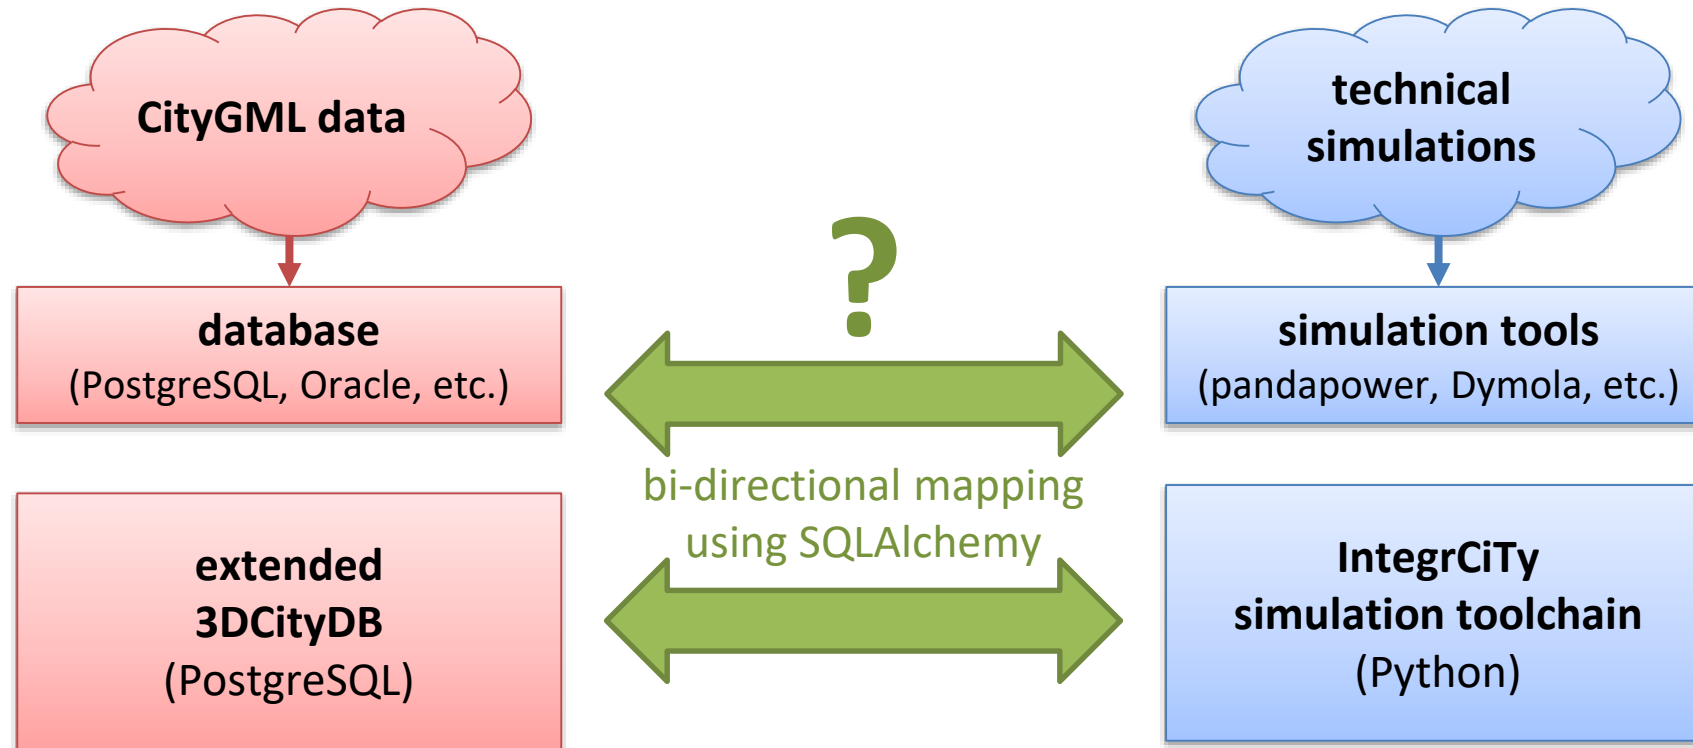 CityGML data
technical
simulations
?
database
(PostgreSQL, Oracle, etc.)
simulation tools
(pandapower, Dymola, etc.)
bi-directional mapping
using SQLAlchemy
extended
3DCityDB
(PostgreSQL)
IntegrCiTy
simulation toolchain
(Python)